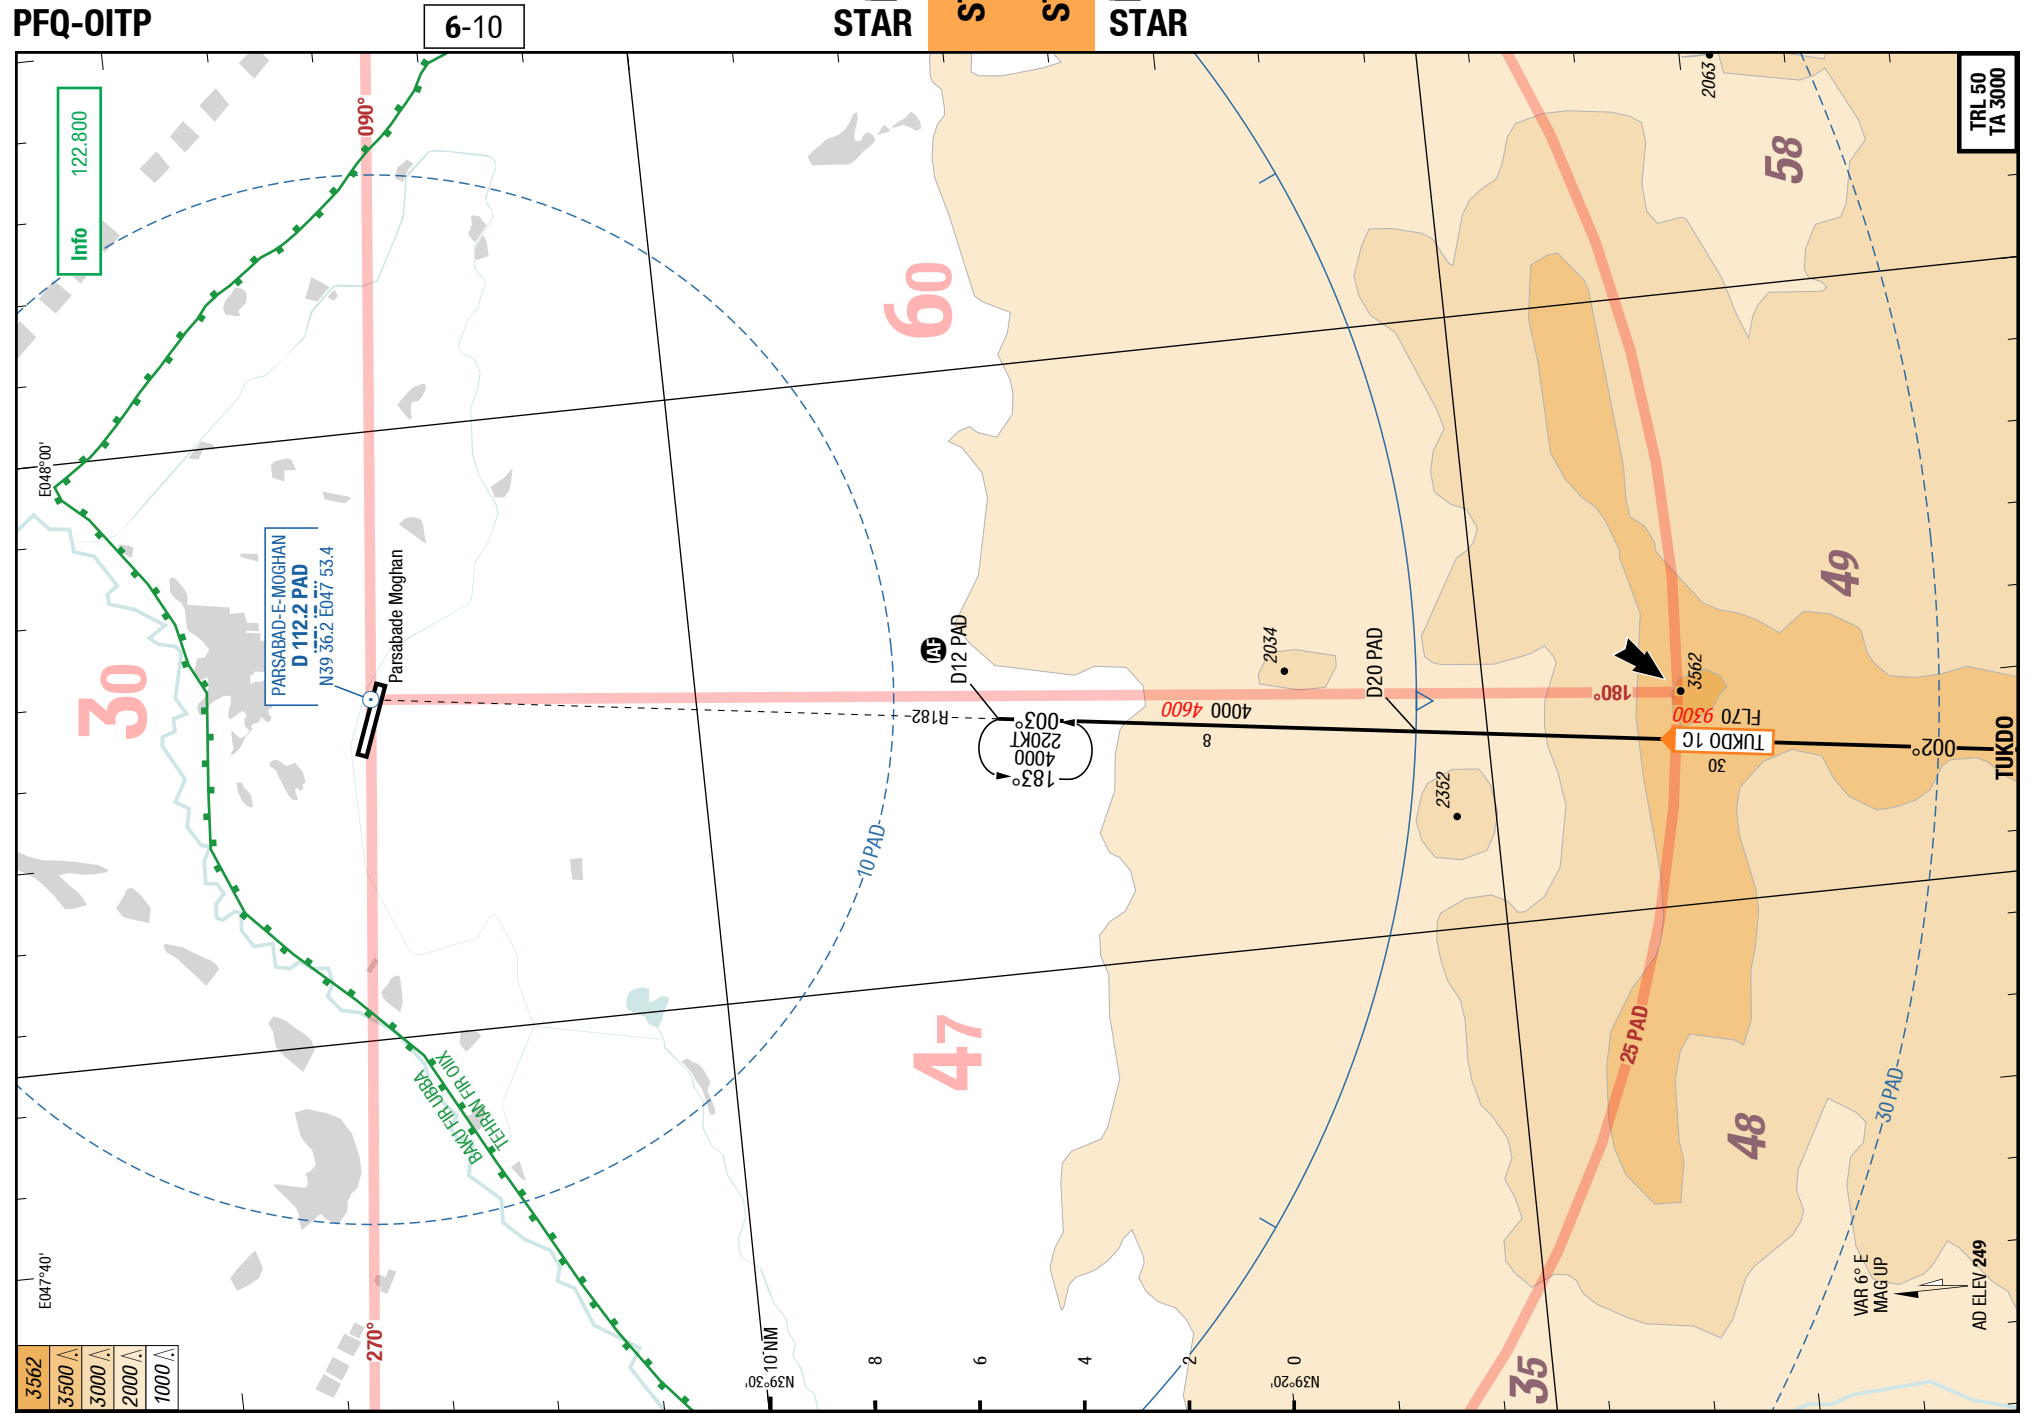 PFQ-OITP
6-10
STAR
ST
ST
STAR
Info 122.800
090°
2063
TRL 50
TA 3000
58
60
E048°00'
PARSABAD-E-MOGHAN
D 112.2 PAD
N39 36.2 E047 53.4
Parsabade Moghan
30
IAF
D12 PAD
2034
D20 PAD
49
R182
003°
220KT
4000
183°
4600 4000
8
180°
3562
FL70 9300
TUKDO 1C
30
002°
TUKDO
2352
10 PAD
47
25 PAD
BAKU FIR UBBA
TEHRAN FIR OIIX
48
30 PAD
E047°40'
270°
3562
3500
3000
2000
1000
N39°30'
10 NM
8
6
4
2
0
N39°20'
35
VAR 6° E
MAG UP
AD ELEV 249